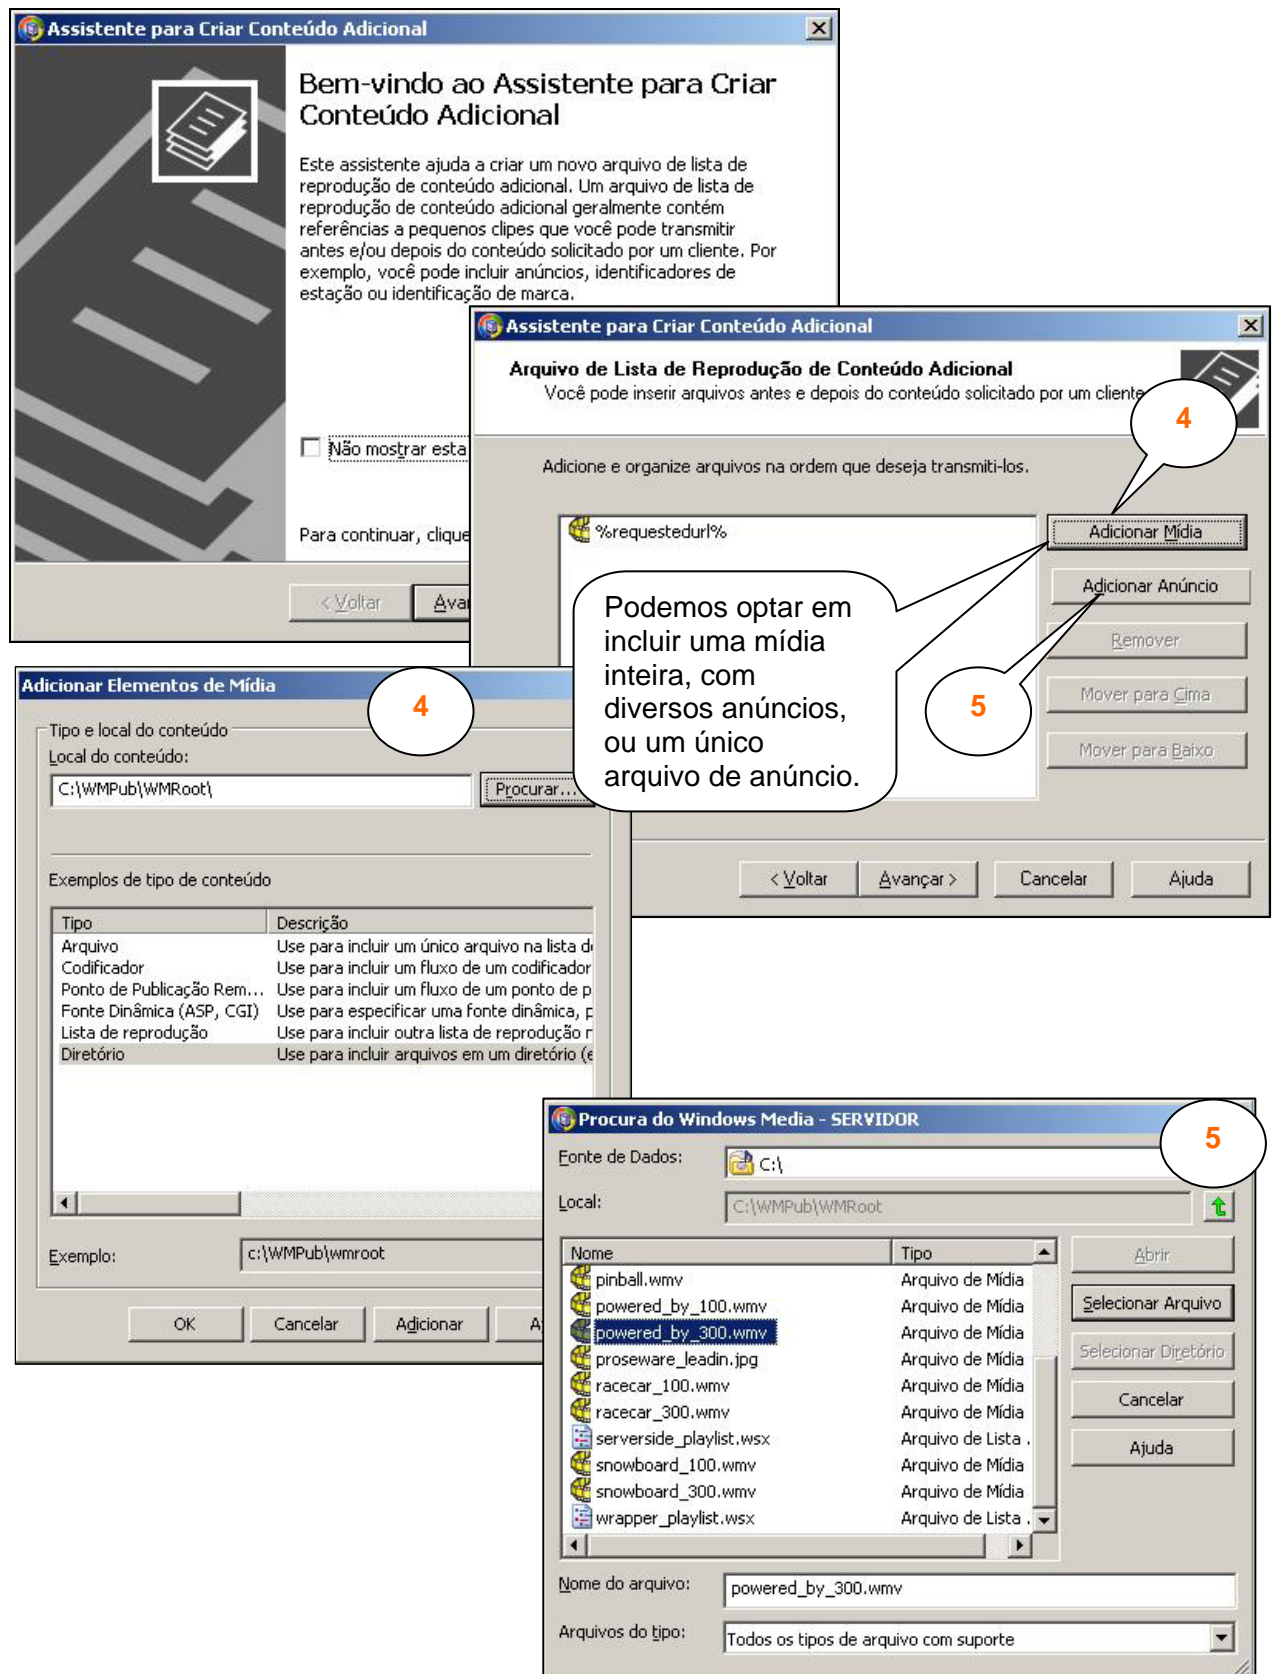 Assistente para Criar Conteúdo Adicional
Bem-vindo ao Assistente para Criar
Conteúdo Adicional
Este assistente ajuda a criar um novo arquivo de lista de
reprodução de conteúdo adicional. Um arquivo de lista de
reprodução de conteúdo adicional geralmente contém
referências a pequenos clipes que você pode transmitir
antes e/ou depois do conteúdo solicitado por um cliente. Por
exemplo, você pode incluir anúncios, identificadores de
estação ou identificação de marca.
Não mostrar esta
Para continuar, clique
< Voltar
Assistente para Criar Conteúdo Adicional
Arquivo de Lista de Reprodução de Conteúdo Adicional
Você pode inserir arquivos antes e depois do conteúdo solicitado por um cliente
4
Adicione e organize arquivos na ordem que deseja transmiti-los.
%requestedurl%
Adicionar Mídia
Adicionar Anúncio
Remover
Mover para Cima
Mover para Baixo
Podemos optar em
incluir uma mídia
inteira, com
diversos anúncios,
ou um único
arquivo de anúncio.
5
< Voltar
Avançar >
Cancelar
Ajuda
Adicionar Elementos de Mídia
4
Tipo e local do conteúdo
Local do conteúdo:
C:\WMPub\WMRoot\
Procurar...
Exemplos de tipo de conteúdo
Tipo Descrição
Arquivo Use para incluir um único arquivo na lista
Codificador Use para incluir um fluxo de um codificador
Ponto de Publicação Rem... Use para incluir um fluxo de um ponto de
Fonte Dinâmica (ASP, CGI) Use para especificar uma fonte dinâmica,
Lista de reprodução Use para incluir outra lista de reprodução
Diretório Use para incluir arquivos em um diretório
Exemplo:
c:\WMPub\wmroot
OK
Cancelar
Adicionar
Procura do Windows Media - SERVIDOR
5
Fonte de Dados:
C:\
Local:
C:\WMPub\WMRoot
Nome Tipo
pinball.wmv Arquivo de Mídia
powered_by_100.wmv Arquivo de Mídia
powered_by_300.wmv Arquivo de Mídia
proseware_leadin.jpg Arquivo de Mídia
racecar_100.wmv Arquivo de Mídia
racecar_300.wmv Arquivo de Mídia
serverside_playlist.wsx Arquivo de Lista .
snowboard_100.wmv Arquivo de Mídia
snowboard_300.wmv Arquivo de Mídia
wrapper_playlist.wsx Arquivo de Lista .
Abrir
Selecionar Arquivo
Selecionar Diretório
Cancelar
Ajuda
Nome do arquivo:
powered_by_300.wmv
Arquivos do tipo:
Todos os tipos de arquivo com suporte